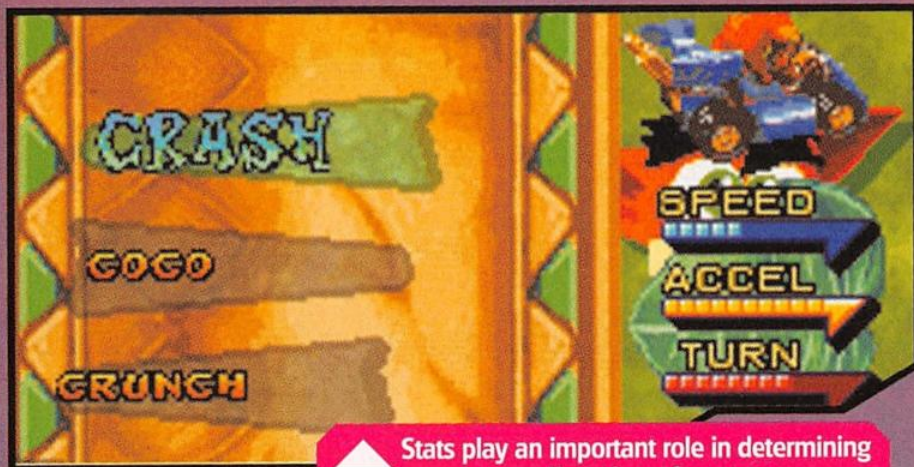 CRASH
COCO
CRUNCH
SPEED
ACCEL
TURN
Stats play an important role in determining